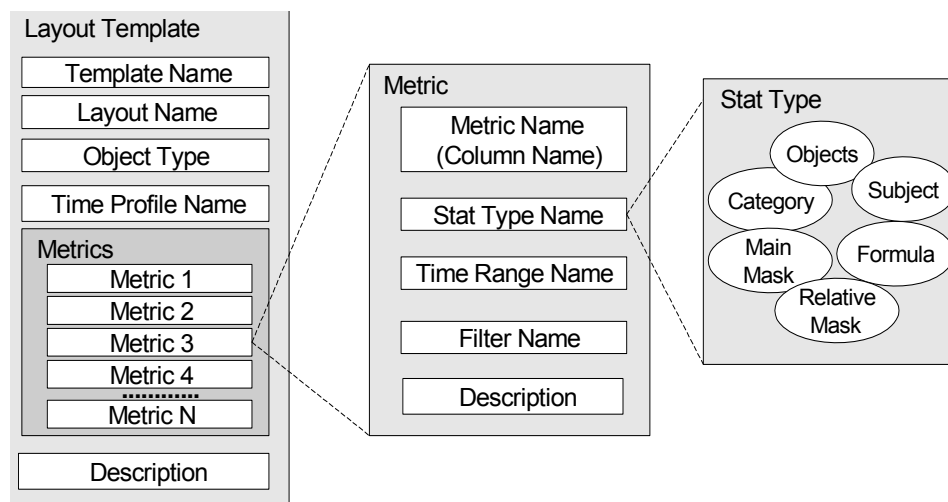 Layout Template
Template Name
Layout Name
Object Type
Time Profile Name
Metrics
Metric 1
Metric 2
Metric 3
Metric 4
Metric N
Description
Metric
Metric Name
(Column Name)
Stat Type Name
Time Range Name
Filter Name
Description
Stat Type
Objects
Category
Subject
Main
Mask
Formula
Relative
Mask